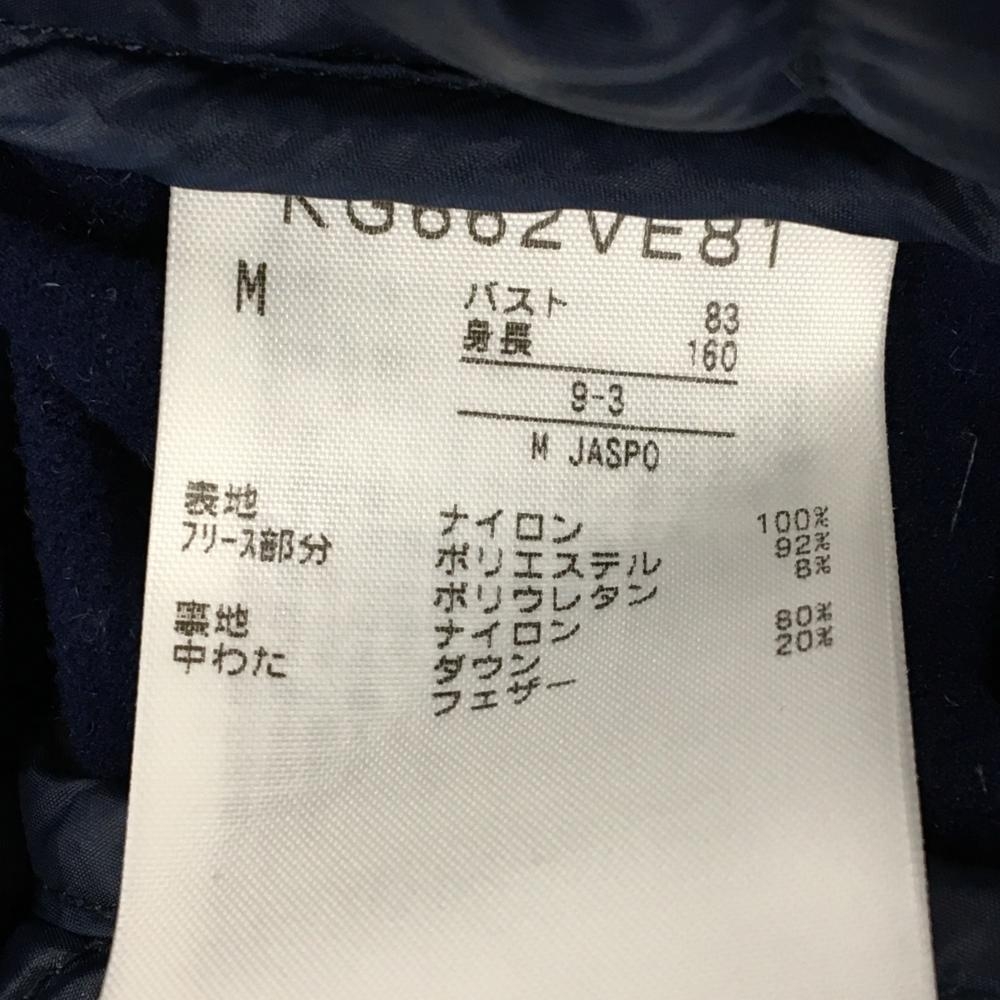 KG662VE81
M
バスト 83
身長 160
9-3
M JASPO
表地 ナイロン 100%
フリース部分 ポリエステル 92%
ポリウレタン 8%
裏地 ナイロン
中わた ダウン 80%
フェザー 20%